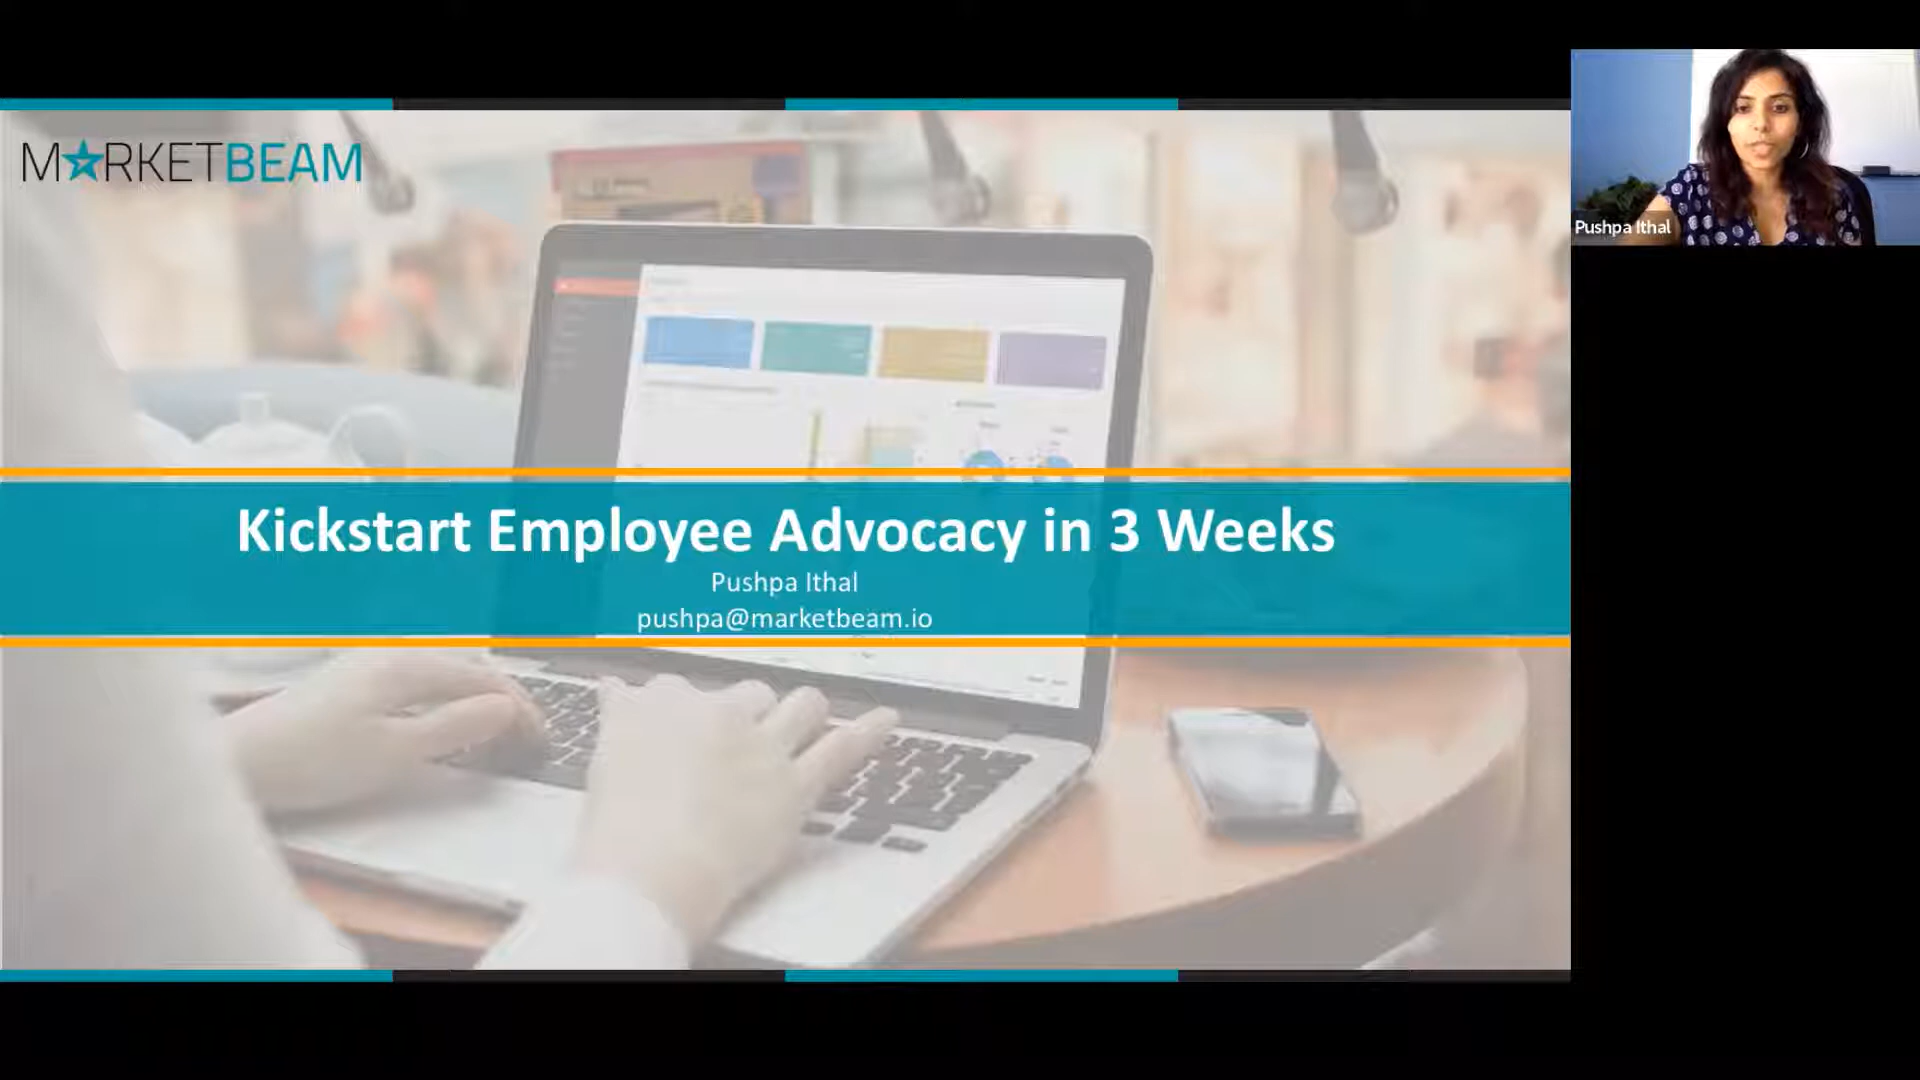 MARKETBEAM
Pushpa Ithal
Kickstart Employee Advocacy in 3 Weeks
Pushpa Ithal
pushpa@marketbeam.io